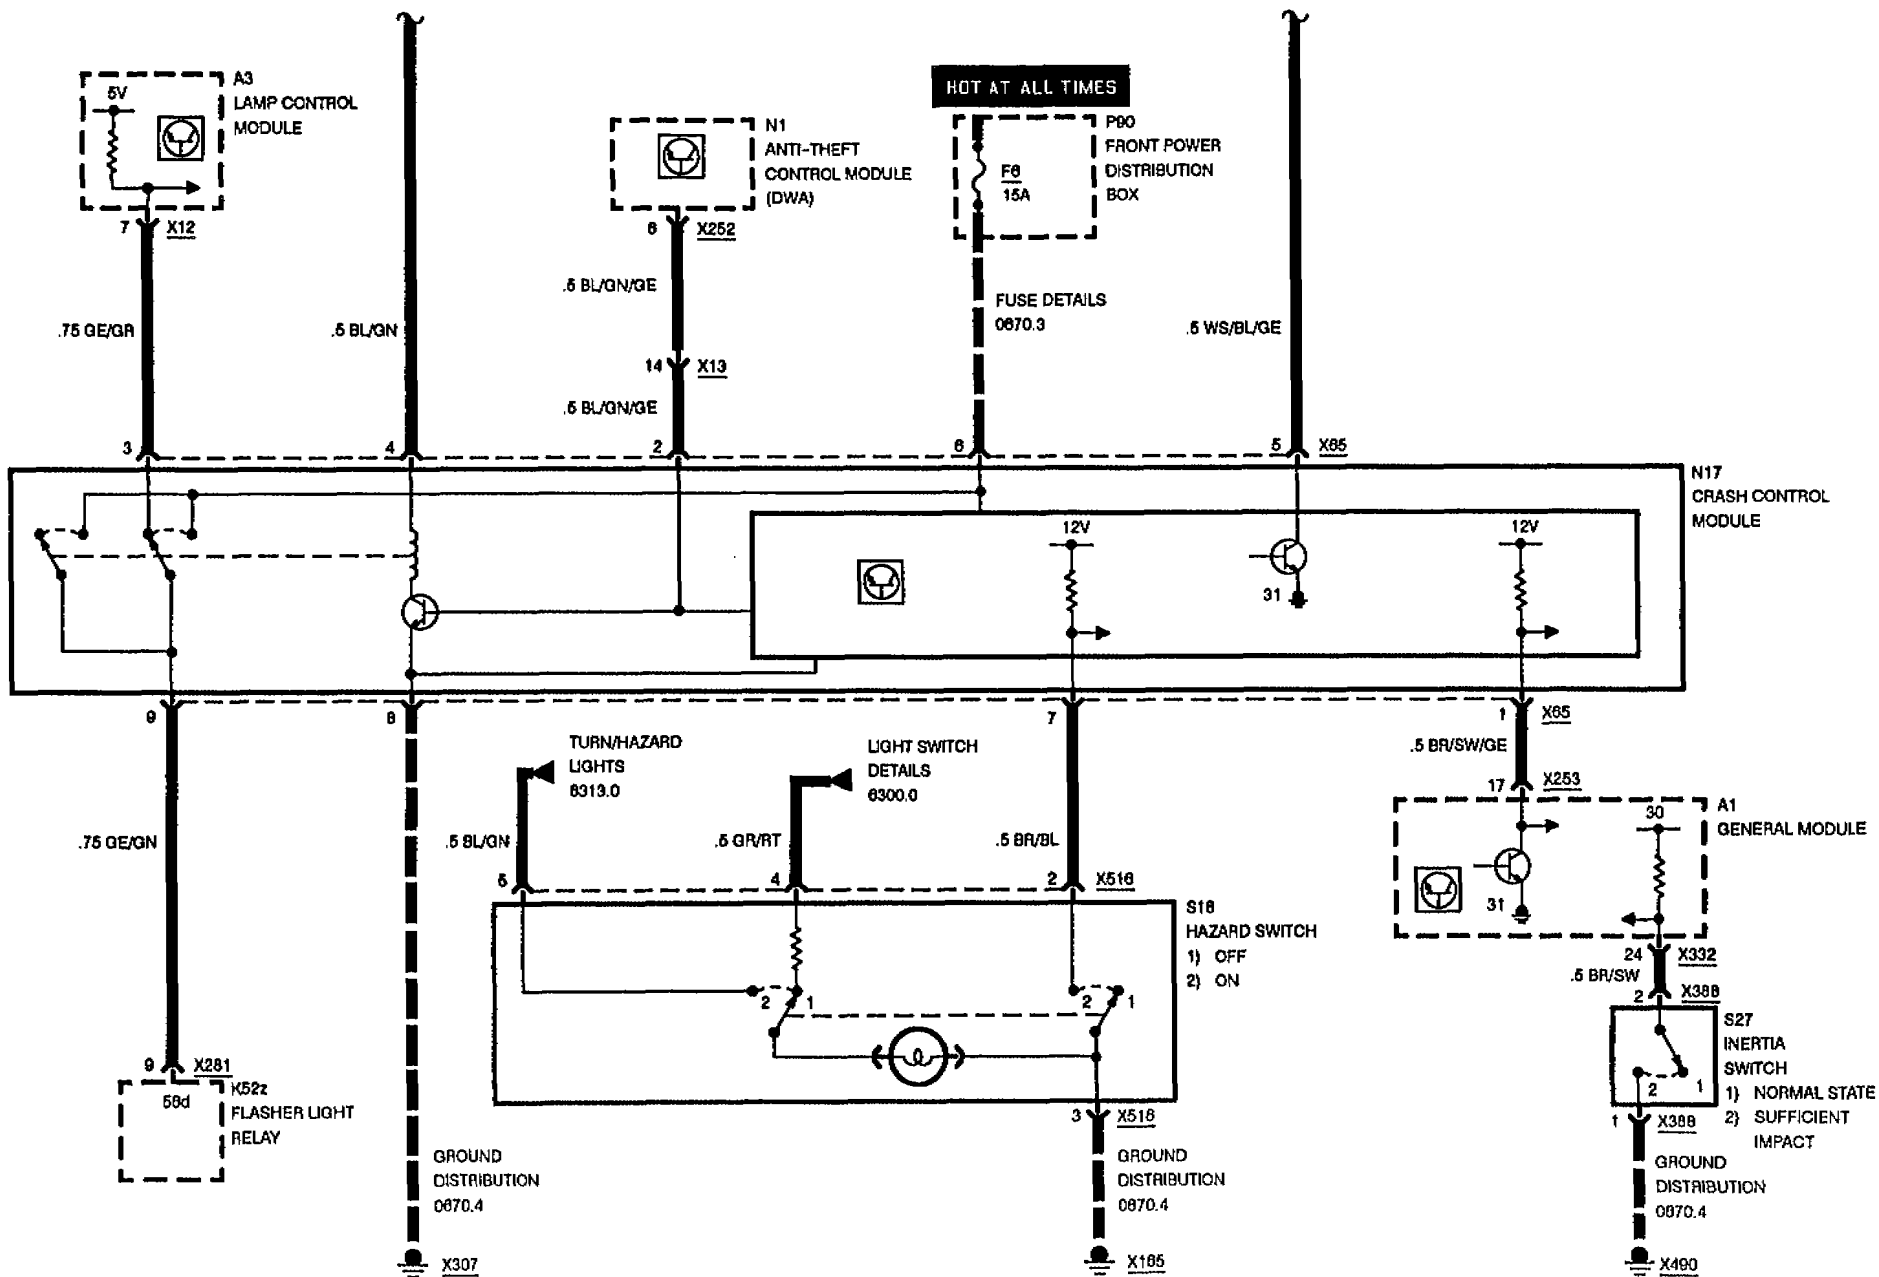 HOT AT ALL TIMES
A3
LAMP CONTROL
MODULE
5V
7
X12
.75 GE/GR
.5 BL/GN
N1
ANTI-THEFT
CONTROL MODULE
(DWA)
6
X252
.5 BL/GN/GE
14
X13
.5 BL/GN/GE
P90
FRONT POWER
DISTRIBUTION
BOX
F6
15A
FUSE DETAILS
0670.3
.5 WS/BL/GE
3
4
2
6
5
X65
N17
CRASH CONTROL
MODULE
12V
31
12V
9
8
7
1
X65
.5 BR/SW/GE
17
X253
A1
GENERAL MODULE
30
31
24
X332
.5 BR/SW
2
X388
S27
INERTIA
SWITCH
1) NORMAL STATE
2) SUFFICIENT
IMPACT
2
1
1
X388
GROUND
DISTRIBUTION
0670.4
X490
TURN/HAZARD
LIGHTS
6313.0
LIGHT SWITCH
DETAILS
6300.0
.75 GE/GN
.5 BL/GN
.5 GR/RT
.5 BR/BL
5
4
2
X516
S18
HAZARD SWITCH
1) OFF
2) ON
2
1
2
1
3
X516
GROUND
DISTRIBUTION
0670.4
X165
9
X281
K52z
FLASHER LIGHT
RELAY
56d
GROUND
DISTRIBUTION
0670.4
X307